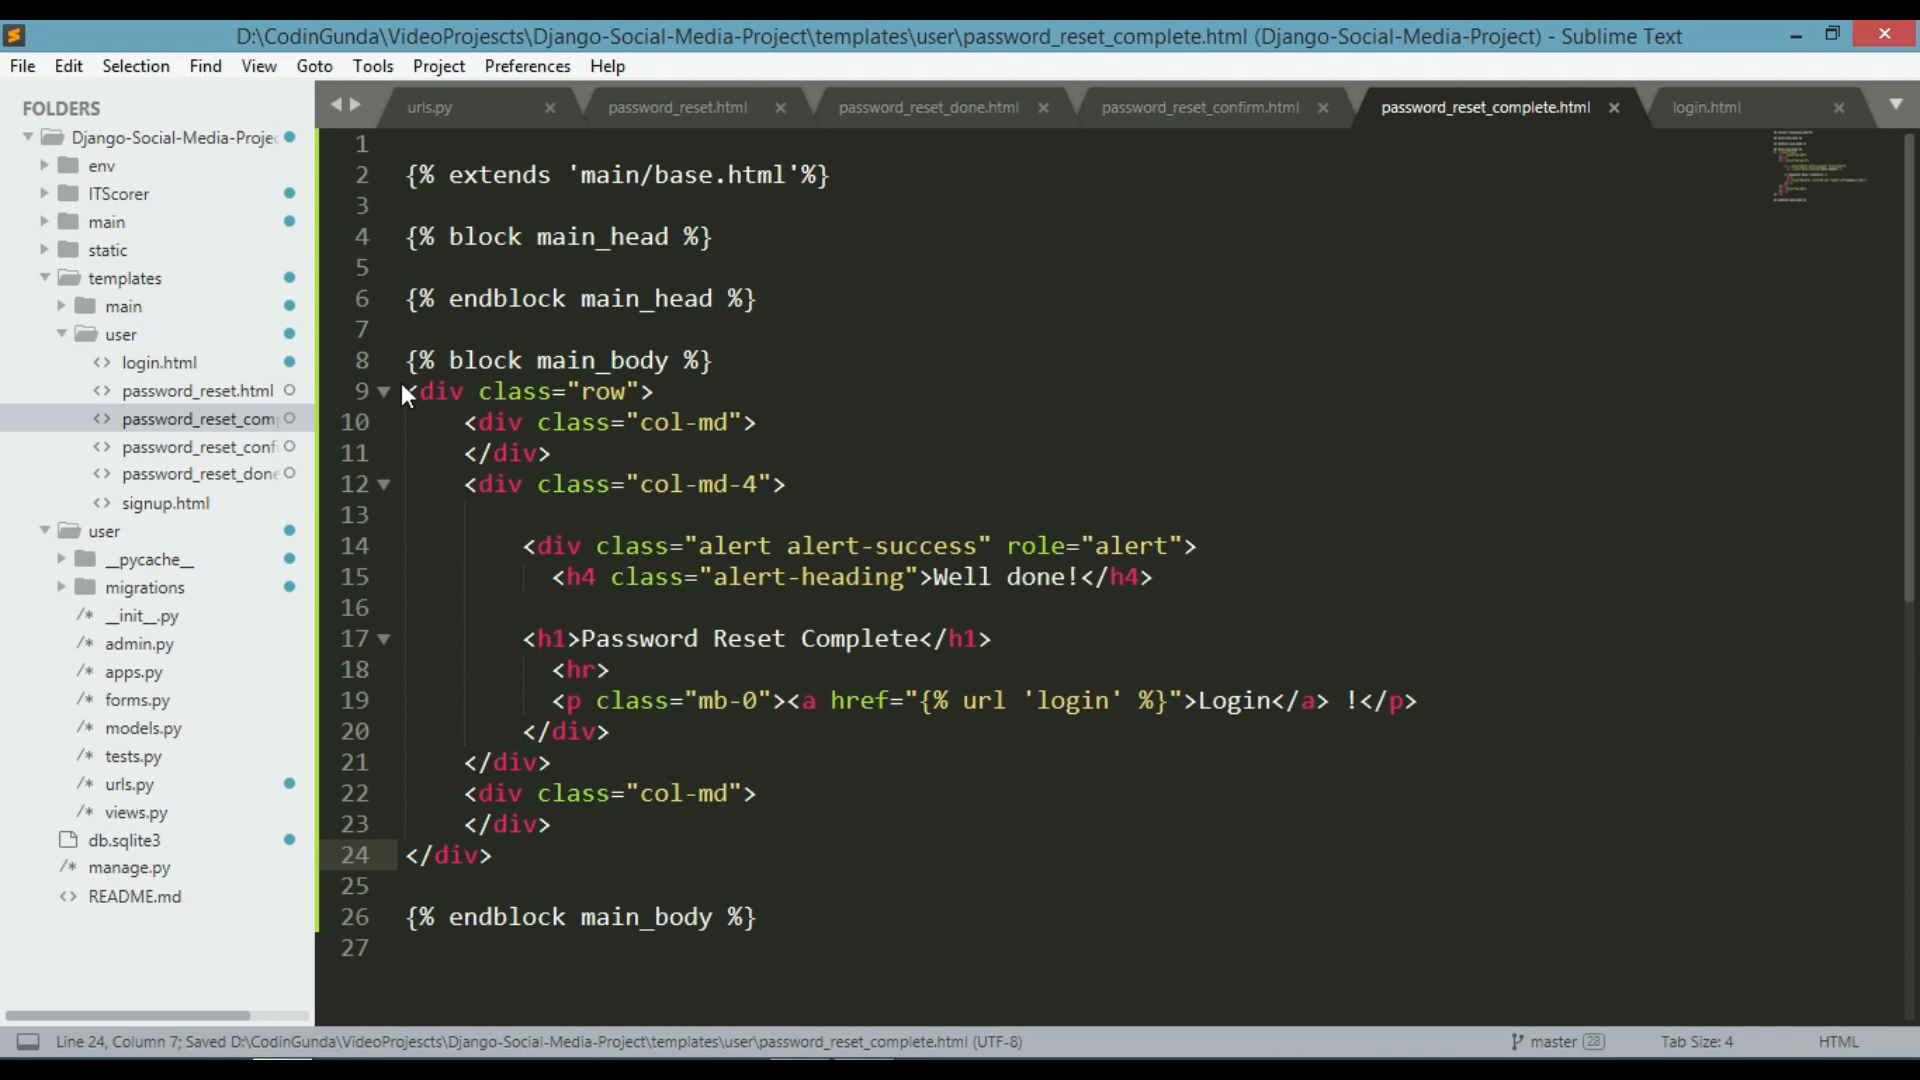 D:\CodinGunda\VideoProjescts\Django-Social-Media-Project\templates\user\password_reset_complete.html (Django-Social-Media-Project) - Sublime Text
File Edit Selection Find View Goto Tools Project Preferences Help
FOLDERS
Django-Social-Media-Projec
env
ITScorer
main
static
templates
main
user
login.html
password_reset.html
password_reset_com
password_reset_confi
password_reset_done
signup.html
user
__pycache__
migrations
/* __init__.py
/* admin.py
/* apps.py
/* forms.py
/* models.py
/* tests.py
/* urls.py
/* views.py
db.sqlite3
/* manage.py
<> README.md
urls.py password_reset.html password_reset_done.html password_reset_confirm.html password_reset_complete.html login.html
1
2 {% extends 'main/base.html'%}
3
4 {% block main_head %}
5
6 {% endblock main_head %}
7
8 {% block main_body %}
9 <div class="row">
10 <div class="col-md">
11 </div>
12 <div class="col-md-4">
13
14 <div class="alert alert-success" role="alert">
15 <h4 class="alert-heading">Well done!</h4>
16
17 <h1>Password Reset Complete</h1>
18 <hr>
19 <p class="mb-0"><a href="{% url 'login' %}">Login</a> !</p>
20 </div>
21 </div>
22 <div class="col-md">
23 </div>
24 </div>
25
26 {% endblock main_body %}
27
Line 24, Column 7; Saved D:\CodinGunda\VideoProjescts\Django-Social-Media-Project\templates\user\password_reset_complete.html (UTF-8) master 28 Tab Size: 4 HTML